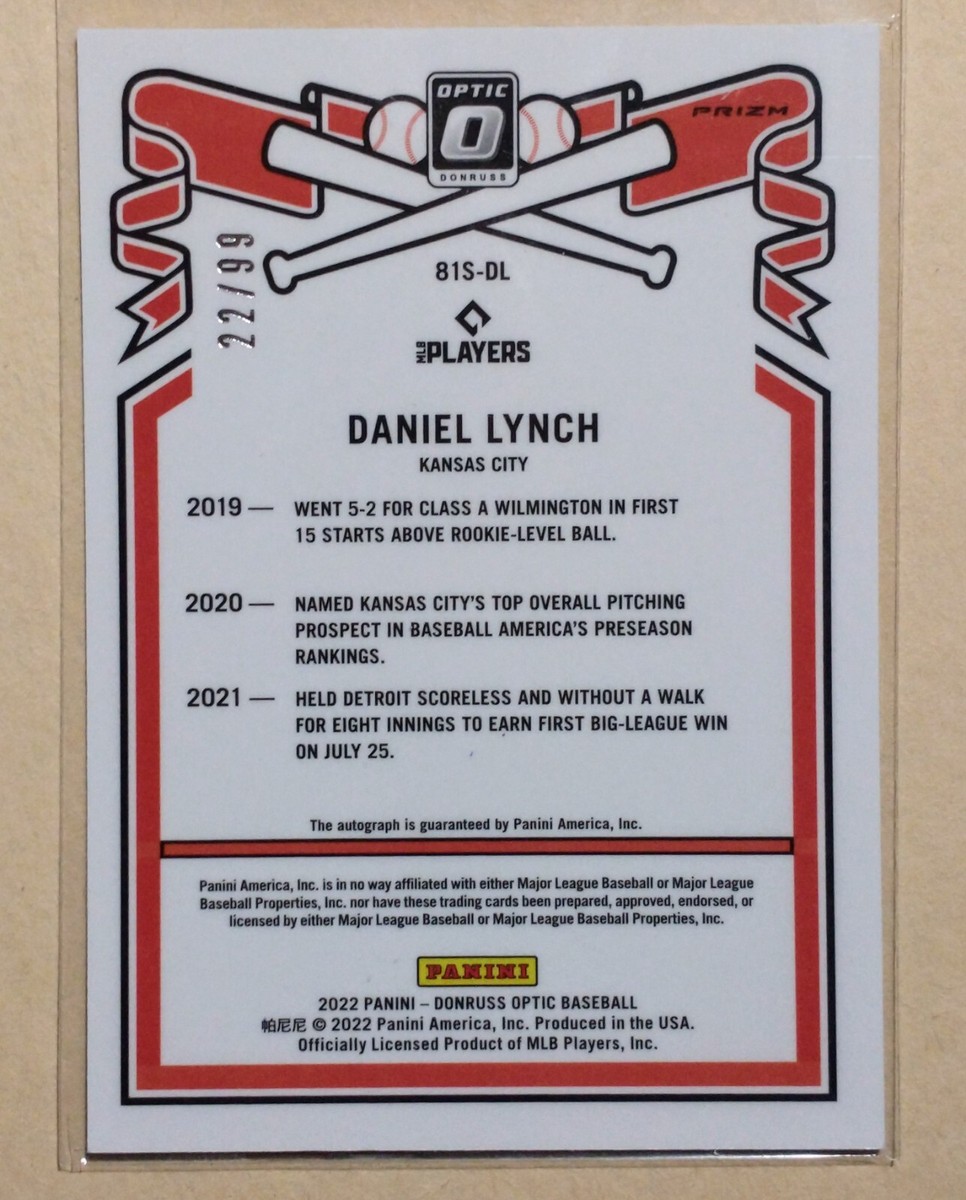 OPTIC
O
DONRUSS
PRIZM
22/99
81S-DL
MLB PLAYERS
DANIEL LYNCH
KANSAS CITY
2019 — WENT 5-2 FOR CLASS A WILMINGTON IN FIRST
15 STARTS ABOVE ROOKIE-LEVEL BALL.
2020 — NAMED KANSAS CITY'S TOP OVERALL PITCHING
PROSPECT IN BASEBALL AMERICA'S PRESEASON
RANKINGS.
2021 — HELD DETROIT SCORELESS AND WITHOUT A WALK
FOR EIGHT INNINGS TO EARN FIRST BIG-LEAGUE WIN
ON JULY 25.
The autograph is guaranteed by Panini America, Inc.
Panini America, Inc. is in no way affiliated with either Major League Baseball or Major League
Baseball Properties, Inc. nor have these trading cards been prepared, approved, endorsed, or
licensed by either Major League Baseball or Major League Baseball Properties, Inc.
PANINI
2022 PANINI – DONRUSS OPTIC BASEBALL
帕尼尼 © 2022 Panini America, Inc. Produced in the USA.
Officially Licensed Product of MLB Players, Inc.